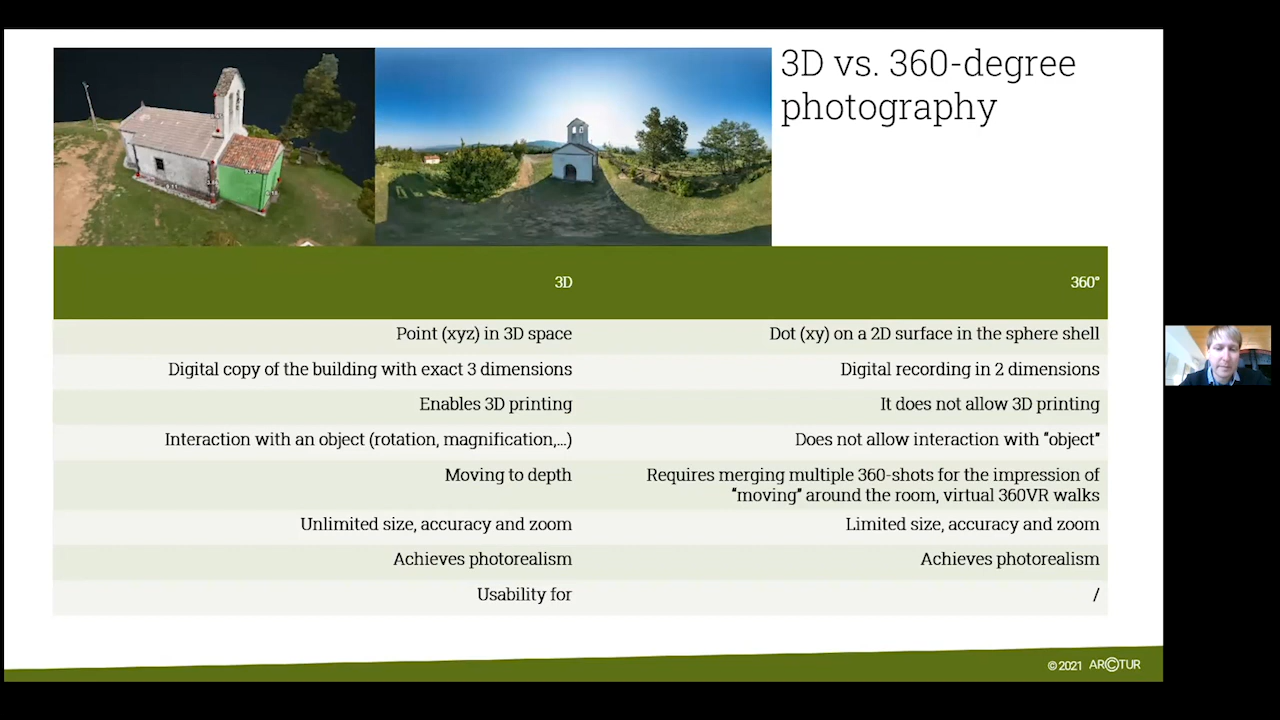 3D vs. 360-degree
photography
3D 360°
Point (xyz) in 3D space Dot (xy) on a 2D surface in the sphere shell
Digital copy of the building with exact 3 dimensions Digital recording in 2 dimensions
Enables 3D printing It does not allow 3D printing
Interaction with an object (rotation, magnification,...) Does not allow interaction with “object”
Moving to depth Requires merging multiple 360-shots for the impression of
“moving” around the room, virtual 360VR walks
Unlimited size, accuracy and zoom Limited size, accuracy and zoom
Achieves photorealism Achieves photorealism
Usability for /
©2021 ARCTUR